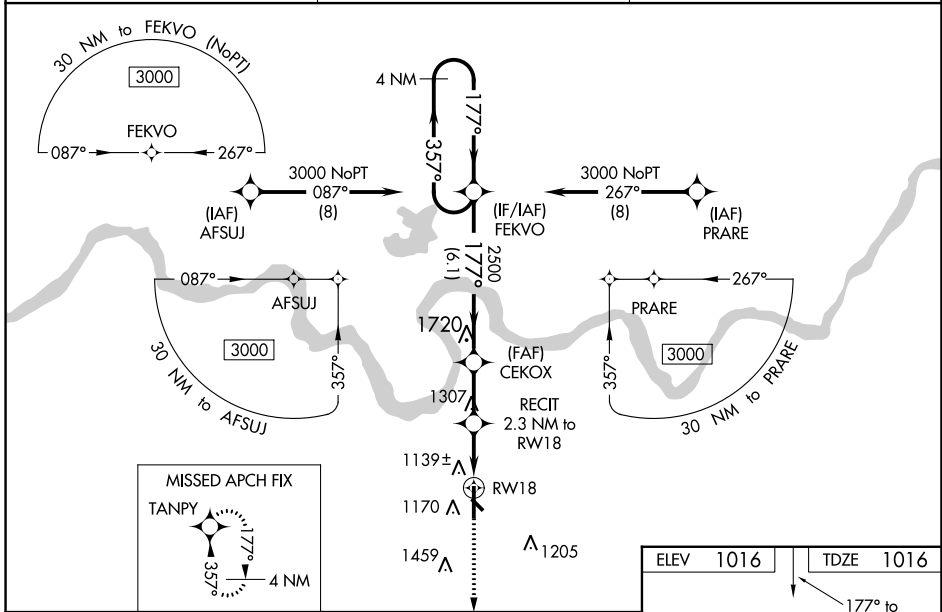 30 NM to FEKVO (NoPT)
3000
FEKVO
087°
267°
4 NM
177°
357°
3000 NoPT
087°
(8)
3000 NoPT
267°
(8)
(IAF)
AFSUJ
(IF/IAF)
FEKVO
(IAF)
PRARE
2500
177°
(6.1)
087°
AFSUJ
3000
357°
30 NM to AFSUJ
PRARE
267°
3000
357°
30 NM to PRARE
1720
(FAF)
CEKOX
1307
RECIT
2.3 NM to
RW18
1139±
RW18
1170
1459
1205
MISSED APCH FIX
TANPY
177°
357°
4 NM
ELEV 1016
TDZE 1016
177° to